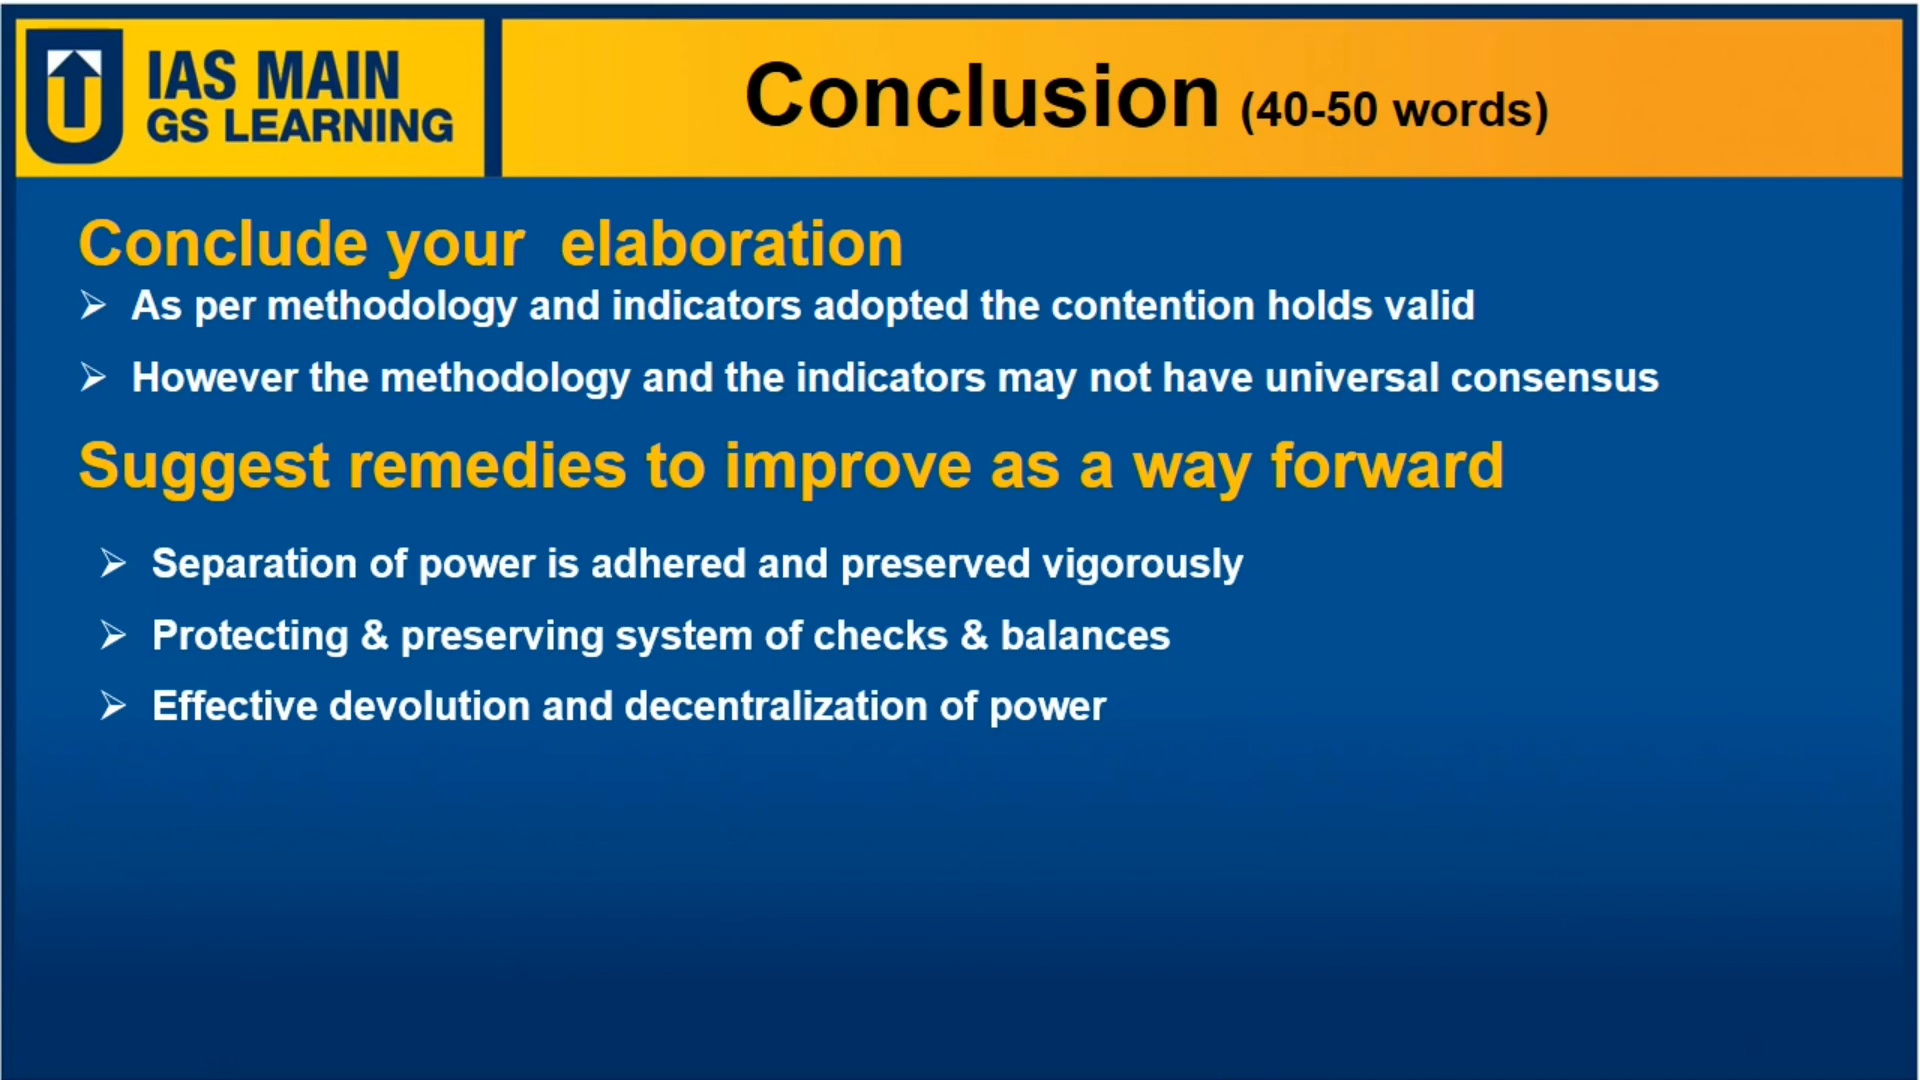 IAS MAIN
GS LEARNING
Conclusion (40-50 words)
Conclude your  elaboration
As per methodology and indicators adopted the contention holds valid
However the methodology and the indicators may not have universal consensus
Suggest remedies to improve as a way forward
Separation of power is adhered and preserved vigorously
Protecting & preserving system of checks & balances
Effective devolution and decentralization of power